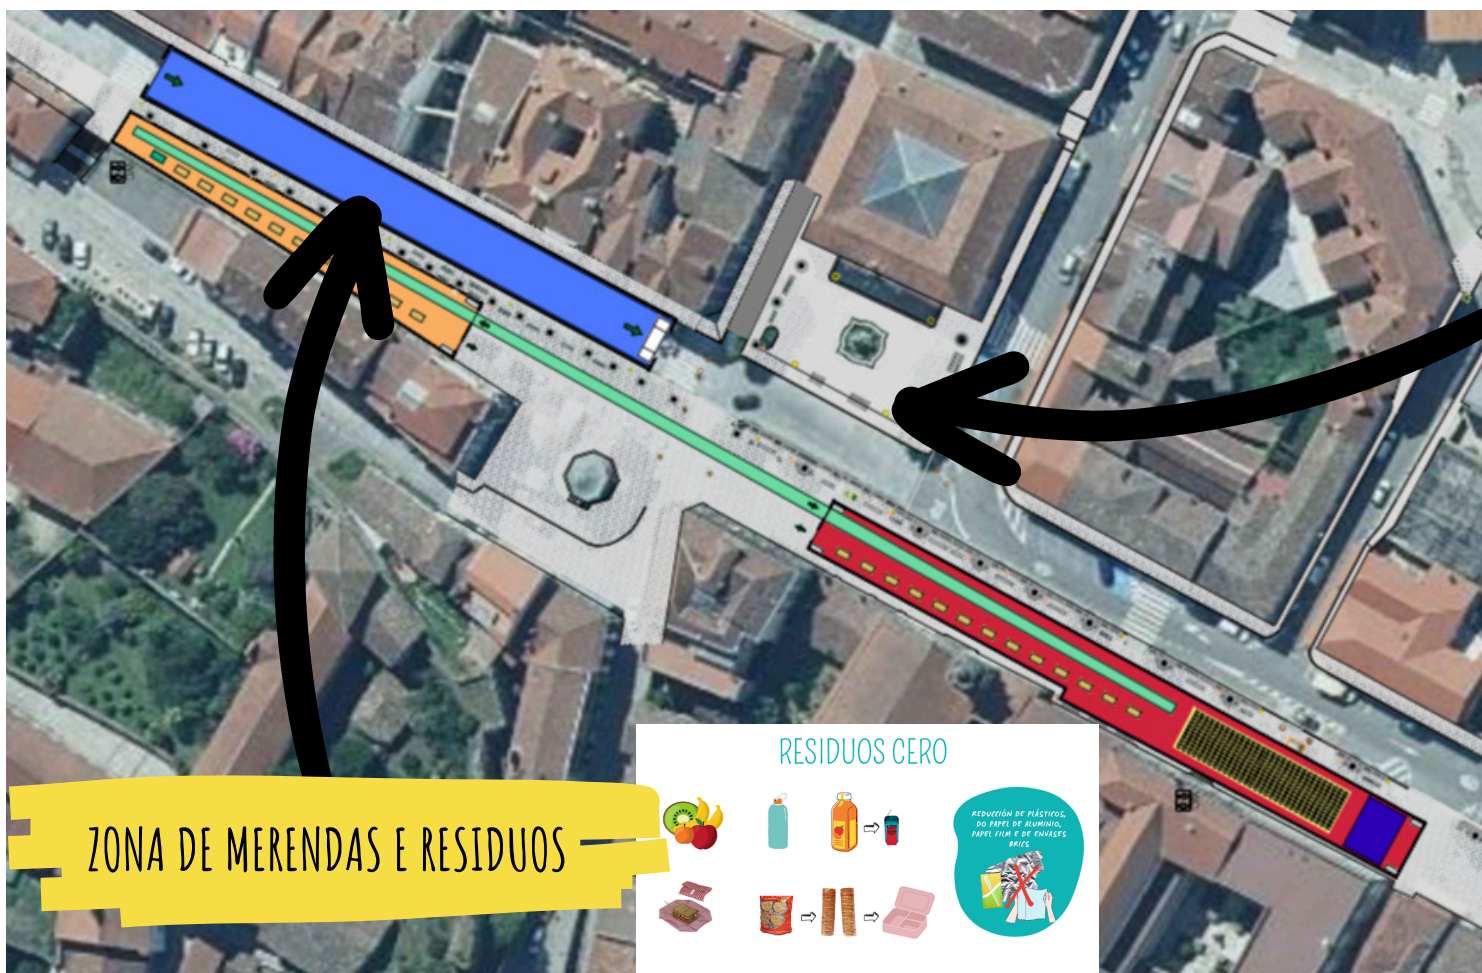 RESIDUOS CERO
REDUCCIÓN DE PLÁSTICOS,
DO PAPEL DE ALUMINIO,
PAPEL FILM E DE ENVASES
BRICS
ZONA DE MERENDAS E RESIDUOS